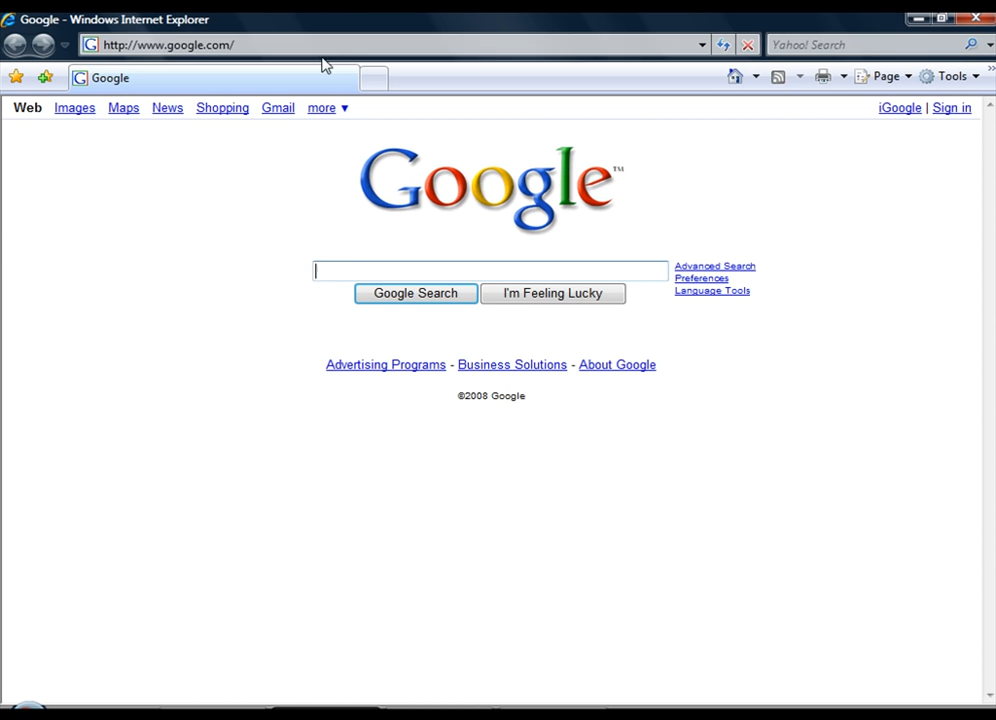 Google - Windows Internet Explorer
http://www.google.com/
Yahoo! Search
Google
Page
Tools
Web Images Maps News Shopping Gmail more ▼
iGoogle | Sign in
Google™
Advanced Search
Preferences
Language Tools
Google Search
I'm Feeling Lucky
Advertising Programs - Business Solutions - About Google
©2008 Google